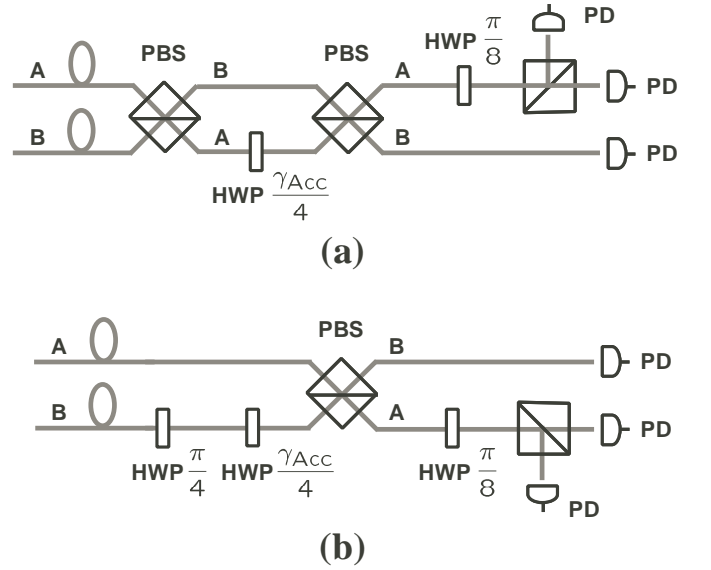 PD
HWP π/8
PBS PBS
A B A PD
B A B PD
HWP γAcc/4
(a)
PBS
A B PD
B A PD
HWP π/4 HWP γAcc/4 HWP π/8
PD
(b)